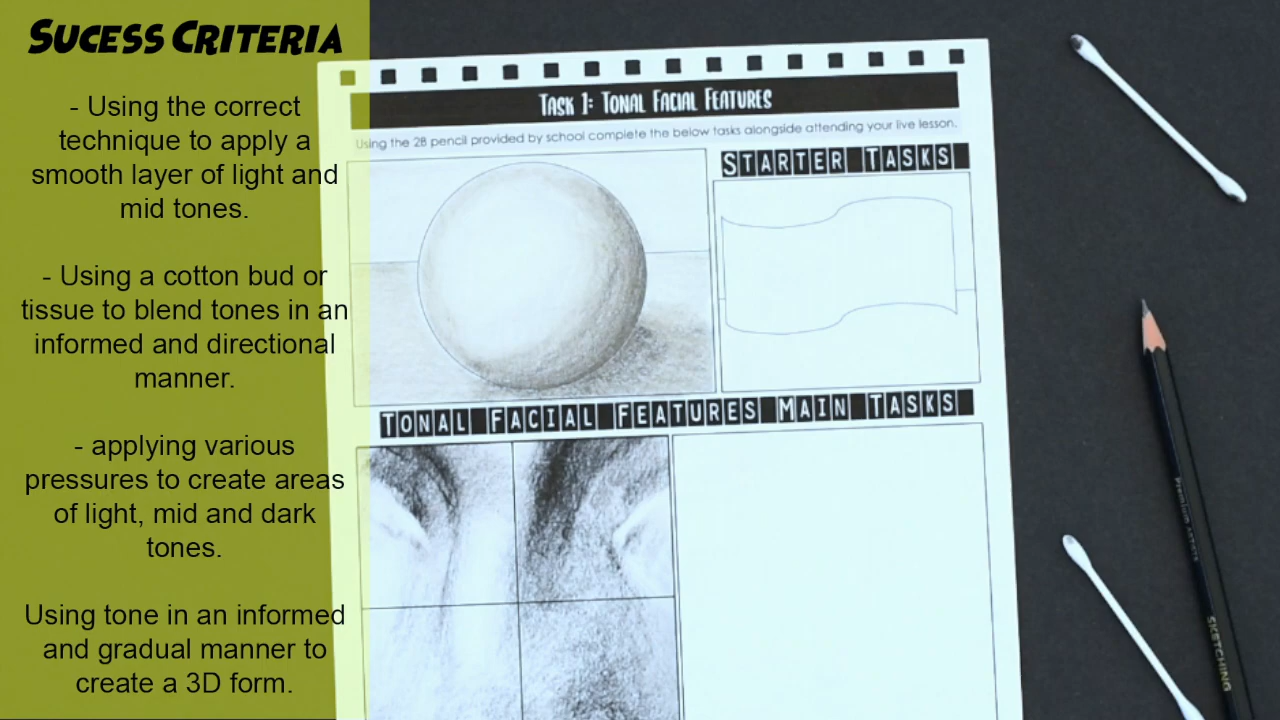 SUCESS CRITERIA
- Using the correct
technique to apply a
smooth layer of light and
mid tones.
- Using a cotton bud or
tissue to blend tones in an
informed and directional
manner.
- applying various
pressures to create areas
of light, mid and dark
tones.
Using tone in an informed
and gradual manner to
create a 3D form.
TASK 1: TONAL FACIAL FEATURES
Using the 2B pencil provided by school complete the below tasks alongside attending your live lesson.
STARTER TASKS
TONAL FACIAL FEATURES MAIN TASKS
Premium Artists
SKETCHING